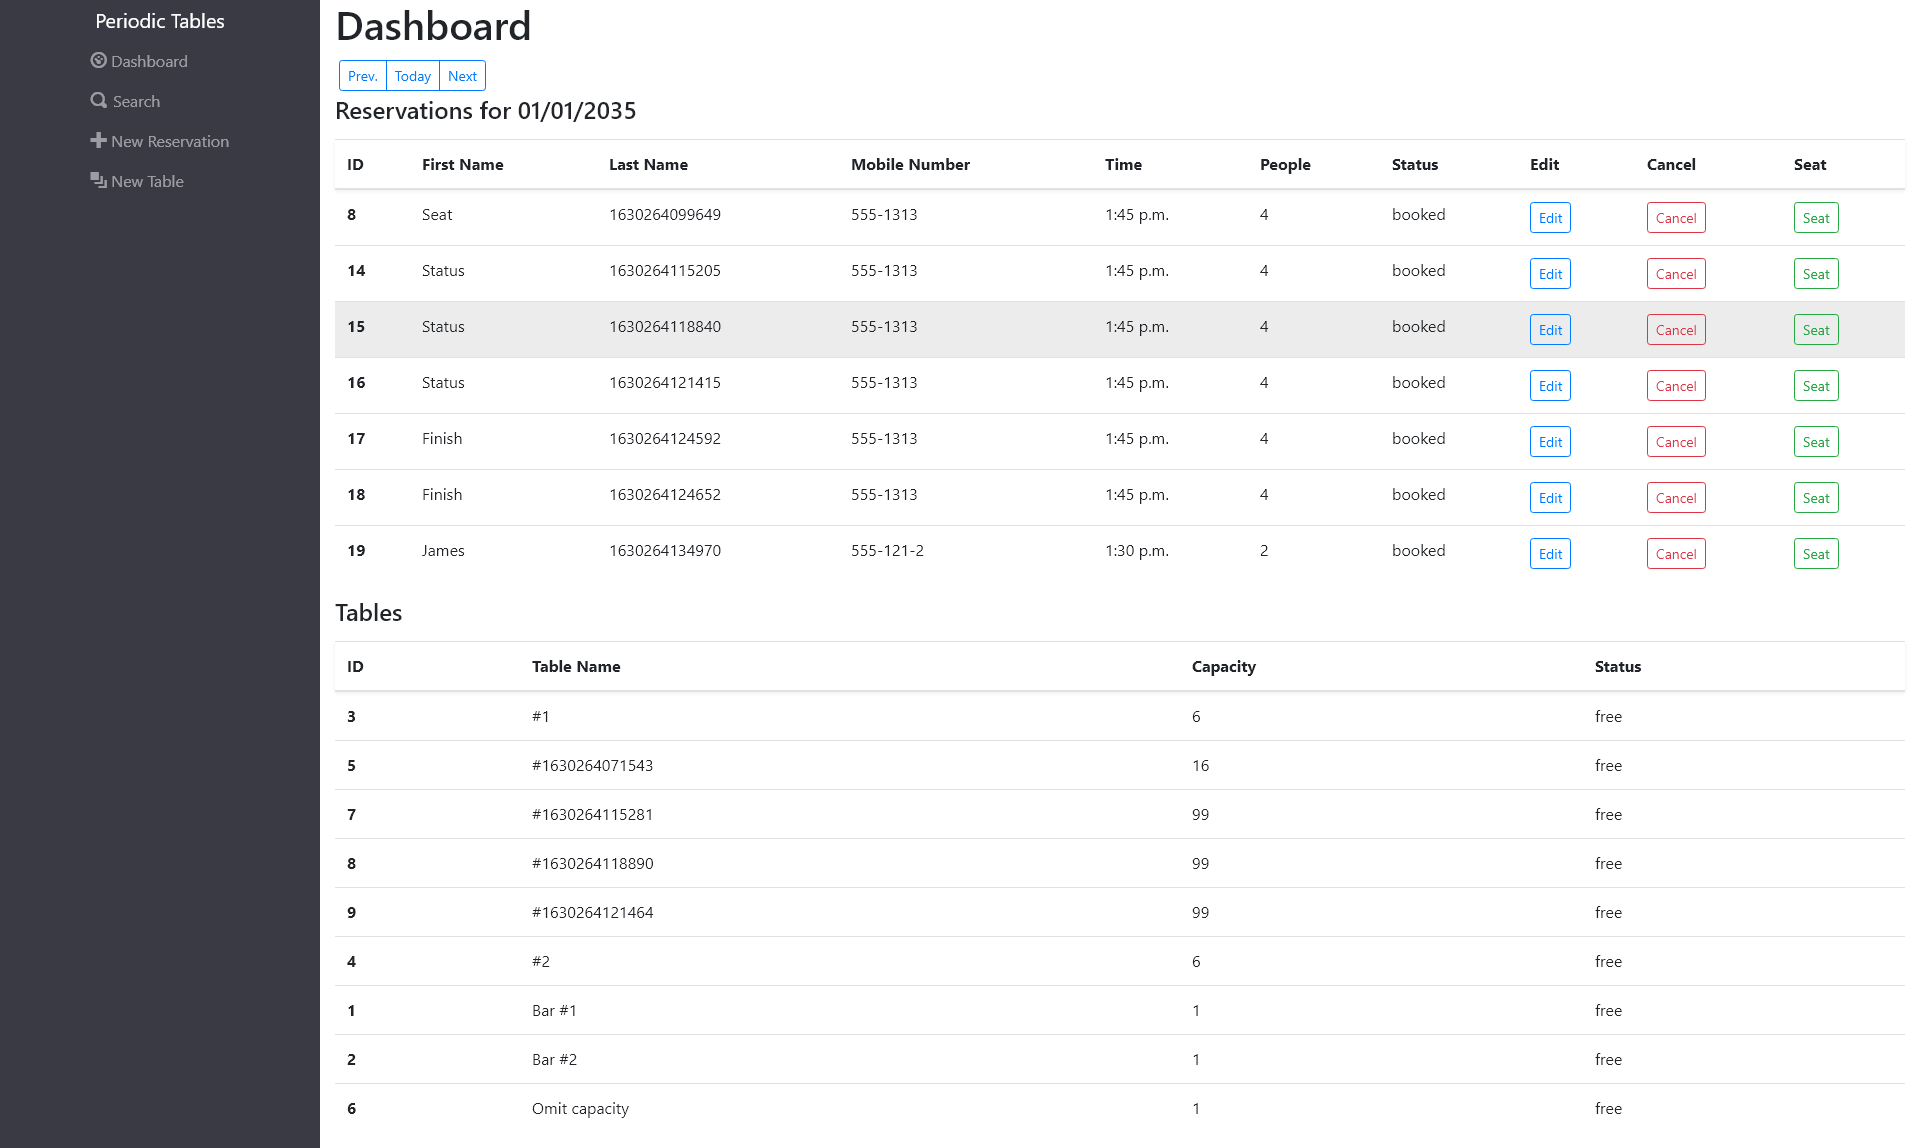 Periodic Tables
Dashboard
Search
New Reservation
New Table
Dashboard
Prev. Today Next
Reservations for 01/01/2035
ID First Name Last Name Mobile Number Time People Status Edit Cancel Seat
8 Seat 1630264099649 555-1313 1:45 p.m. 4 booked Edit Cancel Seat
14 Status 1630264115205 555-1313 1:45 p.m. 4 booked Edit Cancel Seat
15 Status 1630264118840 555-1313 1:45 p.m. 4 booked Edit Cancel Seat
16 Status 1630264121415 555-1313 1:45 p.m. 4 booked Edit Cancel Seat
17 Finish 1630264124592 555-1313 1:45 p.m. 4 booked Edit Cancel Seat
18 Finish 1630264124652 555-1313 1:45 p.m. 4 booked Edit Cancel Seat
19 James 1630264134970 555-121-2 1:30 p.m. 2 booked Edit Cancel Seat
Tables
ID Table Name Capacity Status
3 #1 6 free
5 #1630264071543 16 free
7 #1630264115281 99 free
8 #1630264118890 99 free
9 #1630264121464 99 free
4 #2 6 free
1 Bar #1 1 free
2 Bar #2 1 free
6 Omit capacity 1 free